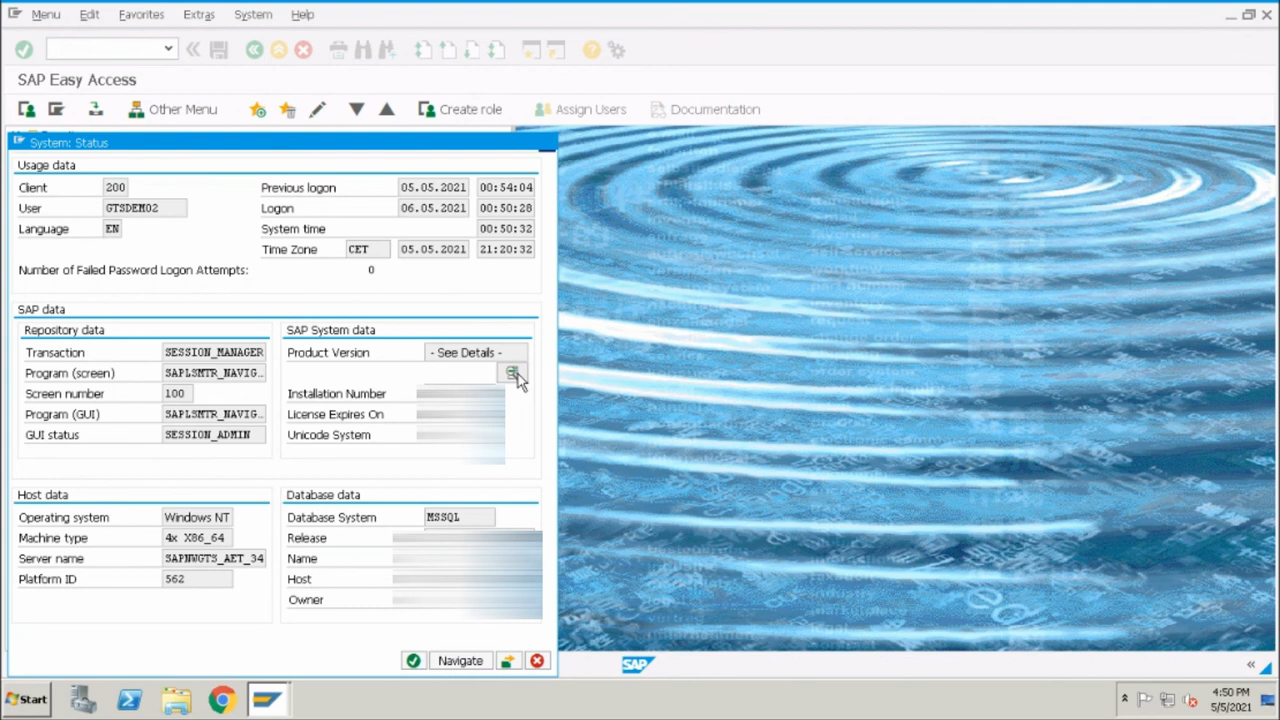 Menu Edit Favorites Extras System Help
SAP Easy Access
Other Menu Create role Assign Users Documentation
System: Status
Usage data
Client 200 Previous logon 05.05.2021 00:54:04
User GTSDEM02 Logon 06.05.2021 00:50:28
Language EN System time 00:50:32
Time Zone CET 05.05.2021 21:20:32
Number of Failed Password Logon Attempts: 0
SAP data
Repository data SAP System data
Transaction SESSION_MANAGER Product Version - See Details -
Program (screen) SAPLSMTR_NAVIG..
Screen number 100 Installation Number
Program (GUI) SAPLSMTR_NAVIG.. License Expires On
GUI status SESSION_ADMIN Unicode System
Host data Database data
Operating system Windows NT Database System MSSQL
Machine type 4x X86_64 Release
Server name SAPNWGTS_AET_34 Name
Platform ID 562 Host
Owner
Navigate
SAP
Start 4:50 PM
5/5/2021